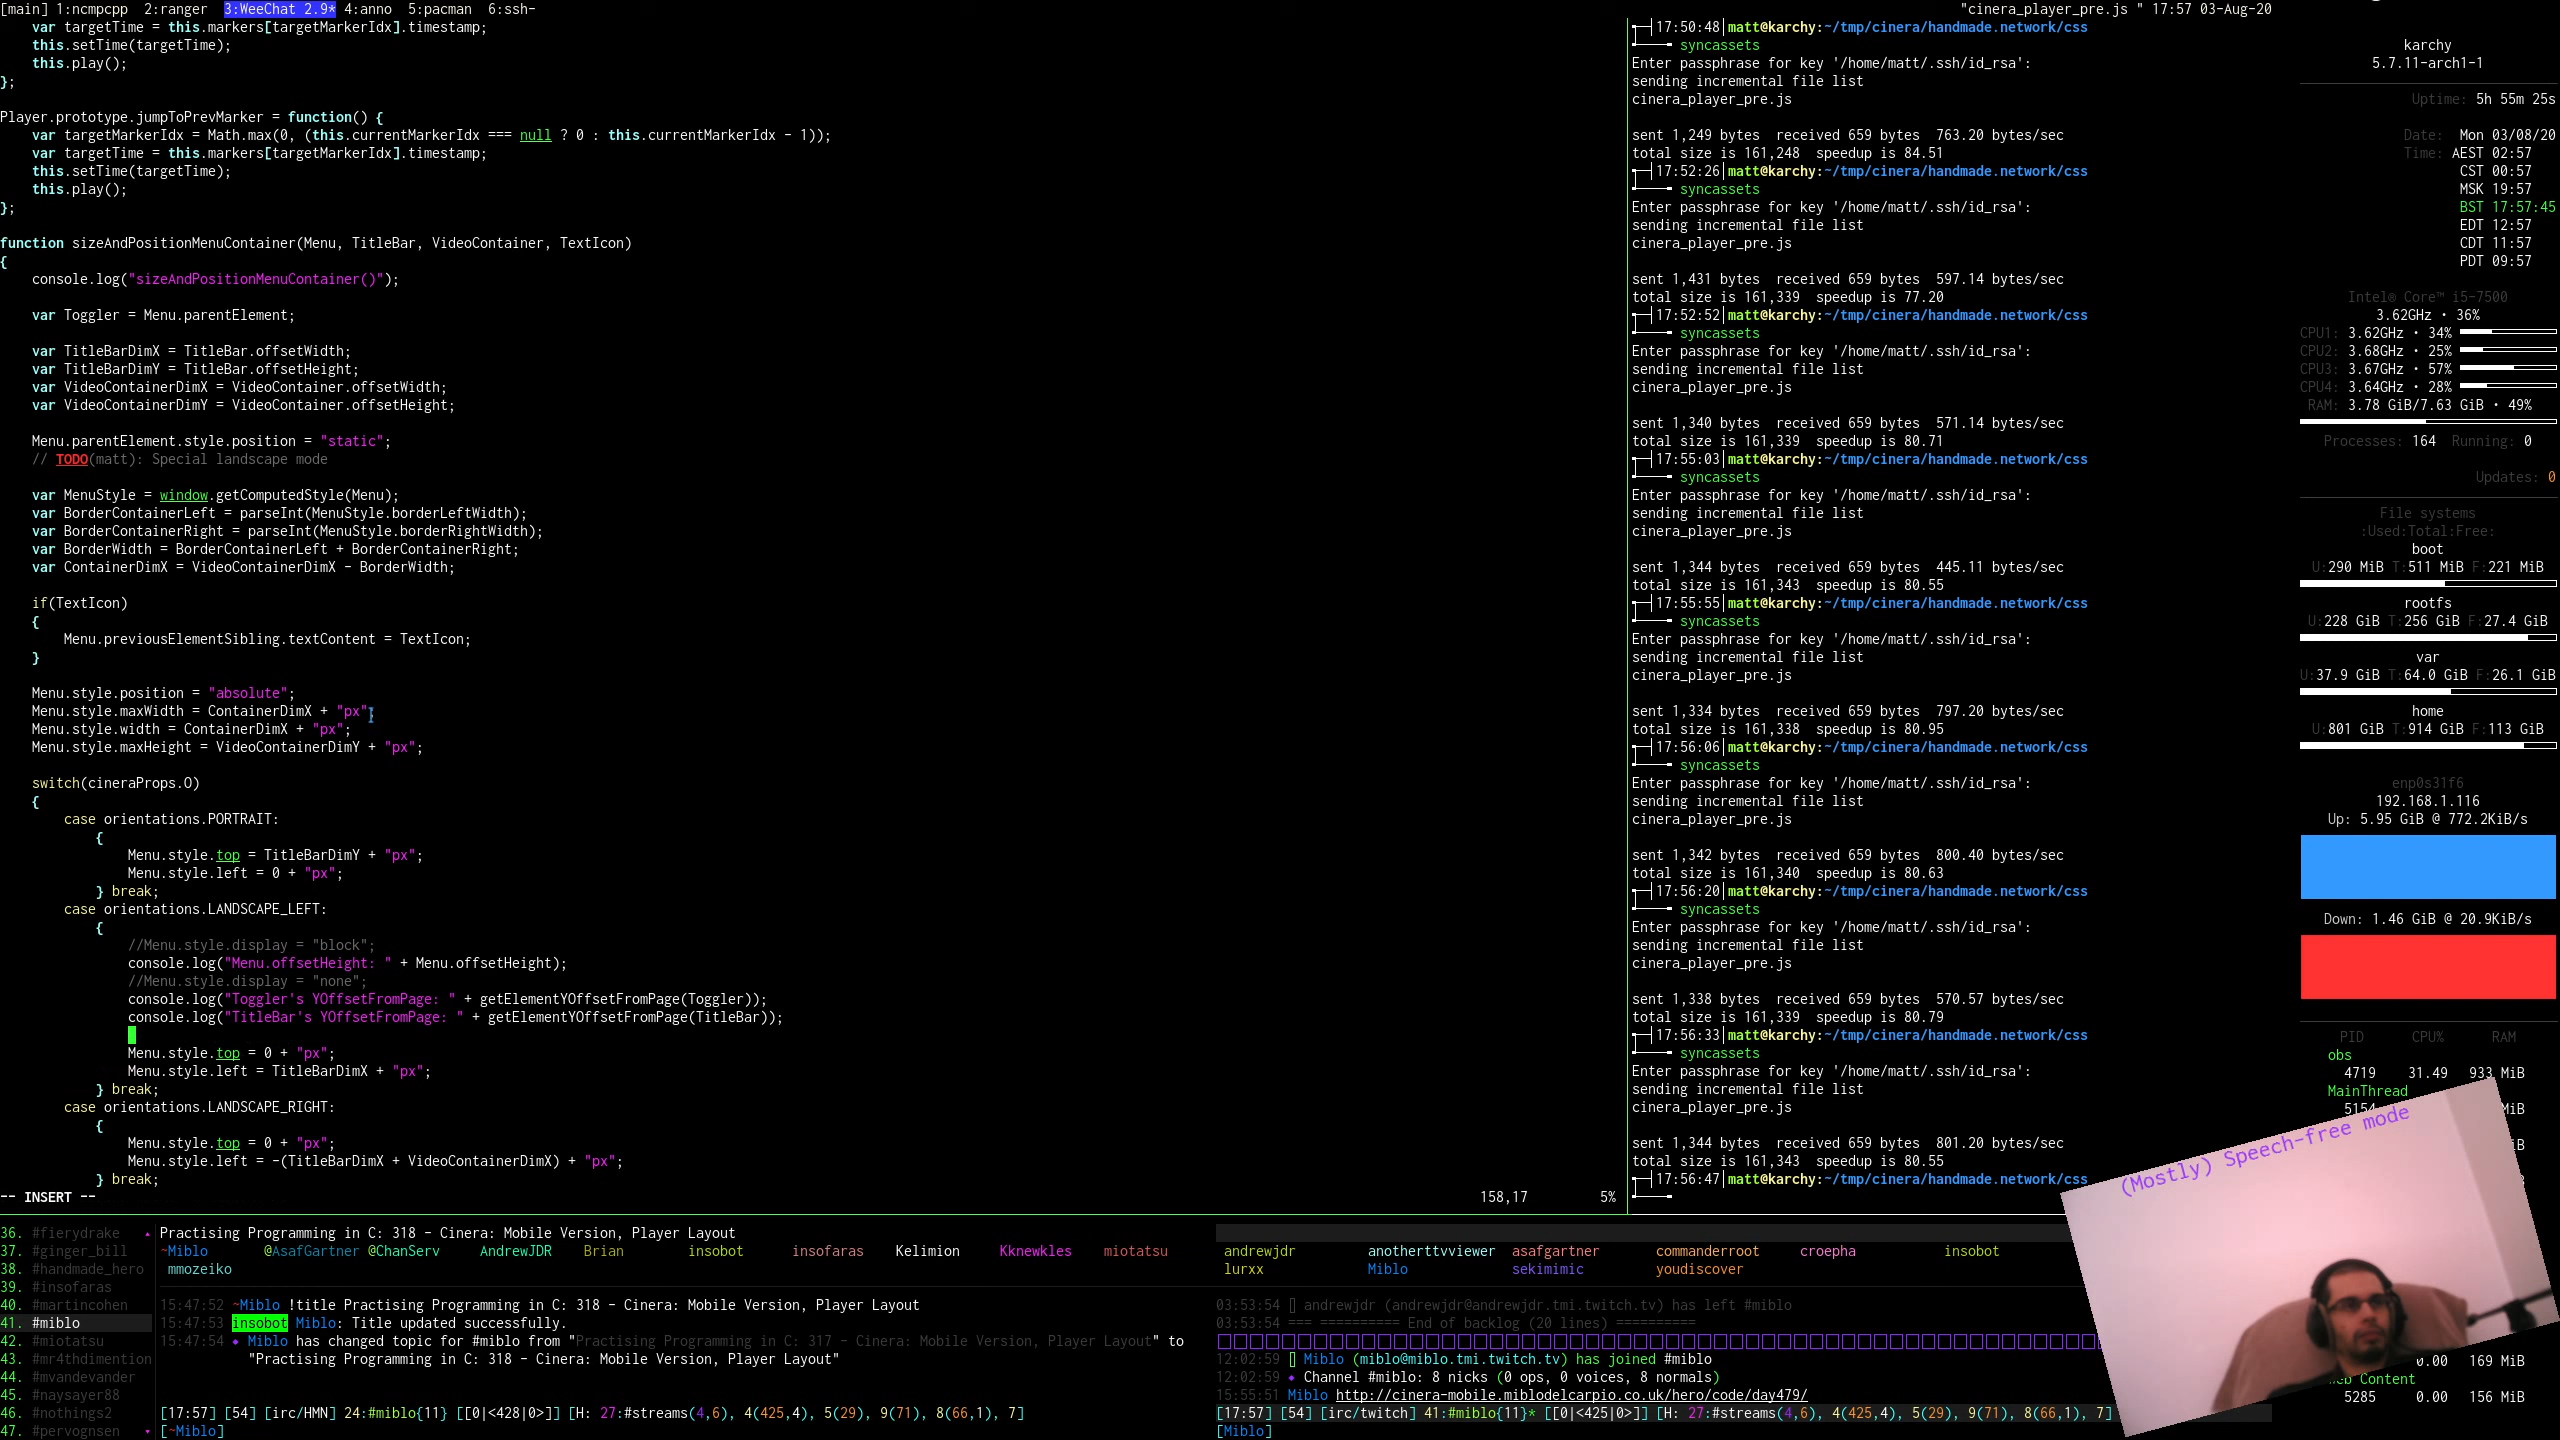 [main] 1:ncmpcpp  2:ranger  3:WeeChat 2.9* 4:anno  5:pacman  6:ssh-
"cinera_player_pre.js " 17:57 03-Aug-20
    var targetTime = this.markers[targetMarkerIdx].timestamp;
    this.setTime(targetTime);
    this.play();
};
Player.prototype.jumpToPrevMarker = function() {
    var targetMarkerIdx = Math.max(0, (this.currentMarkerIdx === null ? 0 : this.currentMarkerIdx - 1));
    var targetTime = this.markers[targetMarkerIdx].timestamp;
    this.setTime(targetTime);
    this.play();
};
function sizeAndPositionMenuContainer(Menu, TitleBar, VideoContainer, TextIcon)
{
    console.log("sizeAndPositionMenuContainer()");
    var Toggler = Menu.parentElement;
    var TitleBarDimX = TitleBar.offsetWidth;
    var TitleBarDimY = TitleBar.offsetHeight;
    var VideoContainerDimX = VideoContainer.offsetWidth;
    var VideoContainerDimY = VideoContainer.offsetHeight;
    Menu.parentElement.style.position = "static";
    // TODO(matt): Special landscape mode
    var MenuStyle = window.getComputedStyle(Menu);
    var BorderContainerLeft = parseInt(MenuStyle.borderLeftWidth);
    var BorderContainerRight = parseInt(MenuStyle.borderRightWidth);
    var BorderWidth = BorderContainerLeft + BorderContainerRight;
    var ContainerDimX = VideoContainerDimX - BorderWidth;
    if(TextIcon)
    {
        Menu.previousElementSibling.textContent = TextIcon;
    }
    Menu.style.position = "absolute";
    Menu.style.maxWidth = ContainerDimX + "px";
    Menu.style.width = ContainerDimX + "px";
    Menu.style.maxHeight = VideoContainerDimY + "px";
    switch(cineraProps.O)
    {
        case orientations.PORTRAIT:
            {
                Menu.style.top = TitleBarDimY + "px";
                Menu.style.left = 0 + "px";
            } break;
        case orientations.LANDSCAPE_LEFT:
            {
                //Menu.style.display = "block";
                console.log("Menu.offsetHeight: " + Menu.offsetHeight);
                //Menu.style.display = "none";
                console.log("Toggler's YOffsetFromPage: " + getElementYOffsetFromPage(Toggler));
                console.log("TitleBar's YOffsetFromPage: " + getElementYOffsetFromPage(TitleBar));
                Menu.style.top = 0 + "px";
                Menu.style.left = TitleBarDimX + "px";
            } break;
        case orientations.LANDSCAPE_RIGHT:
            {
                Menu.style.top = 0 + "px";
                Menu.style.left = -(TitleBarDimX + VideoContainerDimX) + "px";
            } break;
-- INSERT --
158,17         5%
17:50:48|matt@karchy:~/tmp/cinera/handmade.network/css
syncassets
Enter passphrase for key '/home/matt/.ssh/id_rsa':
sending incremental file list
cinera_player_pre.js
sent 1,249 bytes  received 659 bytes  763.20 bytes/sec
total size is 161,248  speedup is 84.51
17:52:26|matt@karchy:~/tmp/cinera/handmade.network/css
syncassets
Enter passphrase for key '/home/matt/.ssh/id_rsa':
sending incremental file list
cinera_player_pre.js
sent 1,431 bytes  received 659 bytes  597.14 bytes/sec
total size is 161,339  speedup is 77.20
17:52:52|matt@karchy:~/tmp/cinera/handmade.network/css
syncassets
Enter passphrase for key '/home/matt/.ssh/id_rsa':
sending incremental file list
cinera_player_pre.js
sent 1,340 bytes  received 659 bytes  571.14 bytes/sec
total size is 161,339  speedup is 80.71
17:55:03|matt@karchy:~/tmp/cinera/handmade.network/css
syncassets
Enter passphrase for key '/home/matt/.ssh/id_rsa':
sending incremental file list
cinera_player_pre.js
sent 1,344 bytes  received 659 bytes  445.11 bytes/sec
total size is 161,343  speedup is 80.55
17:55:55|matt@karchy:~/tmp/cinera/handmade.network/css
syncassets
Enter passphrase for key '/home/matt/.ssh/id_rsa':
sending incremental file list
cinera_player_pre.js
sent 1,334 bytes  received 659 bytes  797.20 bytes/sec
total size is 161,338  speedup is 80.95
17:56:06|matt@karchy:~/tmp/cinera/handmade.network/css
syncassets
Enter passphrase for key '/home/matt/.ssh/id_rsa':
sending incremental file list
cinera_player_pre.js
sent 1,342 bytes  received 659 bytes  800.40 bytes/sec
total size is 161,340  speedup is 80.63
17:56:20|matt@karchy:~/tmp/cinera/handmade.network/css
syncassets
Enter passphrase for key '/home/matt/.ssh/id_rsa':
sending incremental file list
cinera_player_pre.js
sent 1,338 bytes  received 659 bytes  570.57 bytes/sec
total size is 161,339  speedup is 80.79
17:56:33|matt@karchy:~/tmp/cinera/handmade.network/css
syncassets
Enter passphrase for key '/home/matt/.ssh/id_rsa':
sending incremental file list
cinera_player_pre.js
sent 1,344 bytes  received 659 bytes  801.20 bytes/sec
total size is 161,343  speedup is 80.55
17:56:47|matt@karchy:~/tmp/cinera/handmade.network/css
karchy
5.7.11-arch1-1
Uptime: 5h 55m 25s
Date:  Mon 03/08/20
Time: AEST 02:57
CST 00:57
MSK 19:57
BST 17:57:45
EDT 12:57
CDT 11:57
PDT 09:57
Intel® Core™ i5-7500
3.62GHz · 36%
CPU1: 3.62GHz · 34%
CPU2: 3.68GHz · 25%
CPU3: 3.67GHz · 57%
CPU4: 3.64GHz · 28%
RAM: 3.78 GiB/7.63 GiB · 49%
Processes: 164  Running: 0
Updates: 0
File systems
:Used:Total:Free:
boot
U:290 MiB T:511 MiB F:221 MiB
rootfs
U:228 GiB T:256 GiB F:27.4 GiB
var
U:37.9 GiB T:64.0 GiB F:26.1 GiB
home
U:801 GiB T:914 GiB F:113 GiB
enp0s31f6
192.168.1.116
Up: 5.95 GiB @ 772.2KiB/s
Down: 1.46 GiB @ 20.9KiB/s
PID  CPU%  RAM
obs
4719  31.49  933 MiB
MainThread
5154  MiB
(Mostly) Speech-free mode
0.00  169 MiB
Content
5285  0.00  156 MiB
36. #fierydrake
37. #ginger_bill
38. #handmade_hero
39. #insofaras
40. #martincohen
41. #miblo
42. #miotatsu
43. #mr4thdimention
44. #mvandevander
45. #naysayer88
46. #nothings2
47. #pervognsen
Practising Programming in C: 318 - Cinera: Mobile Version, Player Layout
~Miblo  @AsafGartner @ChanServ  AndrewJDR  Brian  insobot  insofaras  Kelimion  Kknewkles  miotatsu
mmozeiko
15:47:52 ~Miblo !title Practising Programming in C: 318 - Cinera: Mobile Version, Player Layout
15:47:53 insobot Miblo: Title updated successfully.
15:47:54 ◆ Miblo has changed topic for #miblo from "Practising Programming in C: 317 - Cinera: Mobile Version, Player Layout" to
"Practising Programming in C: 318 - Cinera: Mobile Version, Player Layout"
[17:57] [54] [irc/HMN] 24:#miblo{11} [[0|<428|0>]] [H: 27:#streams(4,6), 4(425,4), 5(29), 9(71), 8(66,1), 7]
[~Miblo]
andrewjdr  anotherttvviewer  asafgartner  commanderroot  croepha  insobot
lurxx  Miblo  sekimimic  youdiscover
03:53:54 andrewjdr (andrewjdr@andrewjdr.tmi.twitch.tv) has left #miblo
03:53:54 === ========== End of backlog (20 lines) ==========
12:02:59 Miblo (miblo@miblo.tmi.twitch.tv) has joined #miblo
12:02:59 ◆ Channel #miblo: 8 nicks (0 ops, 0 voices, 8 normals)
15:55:51 Miblo http://cinera-mobile.miblodelcarpio.co.uk/hero/code/day479/
[17:57] [54] [irc/twitch] 41:#miblo{11}* [[0|<425|0>]] [H: 27:#streams(4,6), 4(425,4), 5(29), 9(71), 8(66,1), 7]
[Miblo]